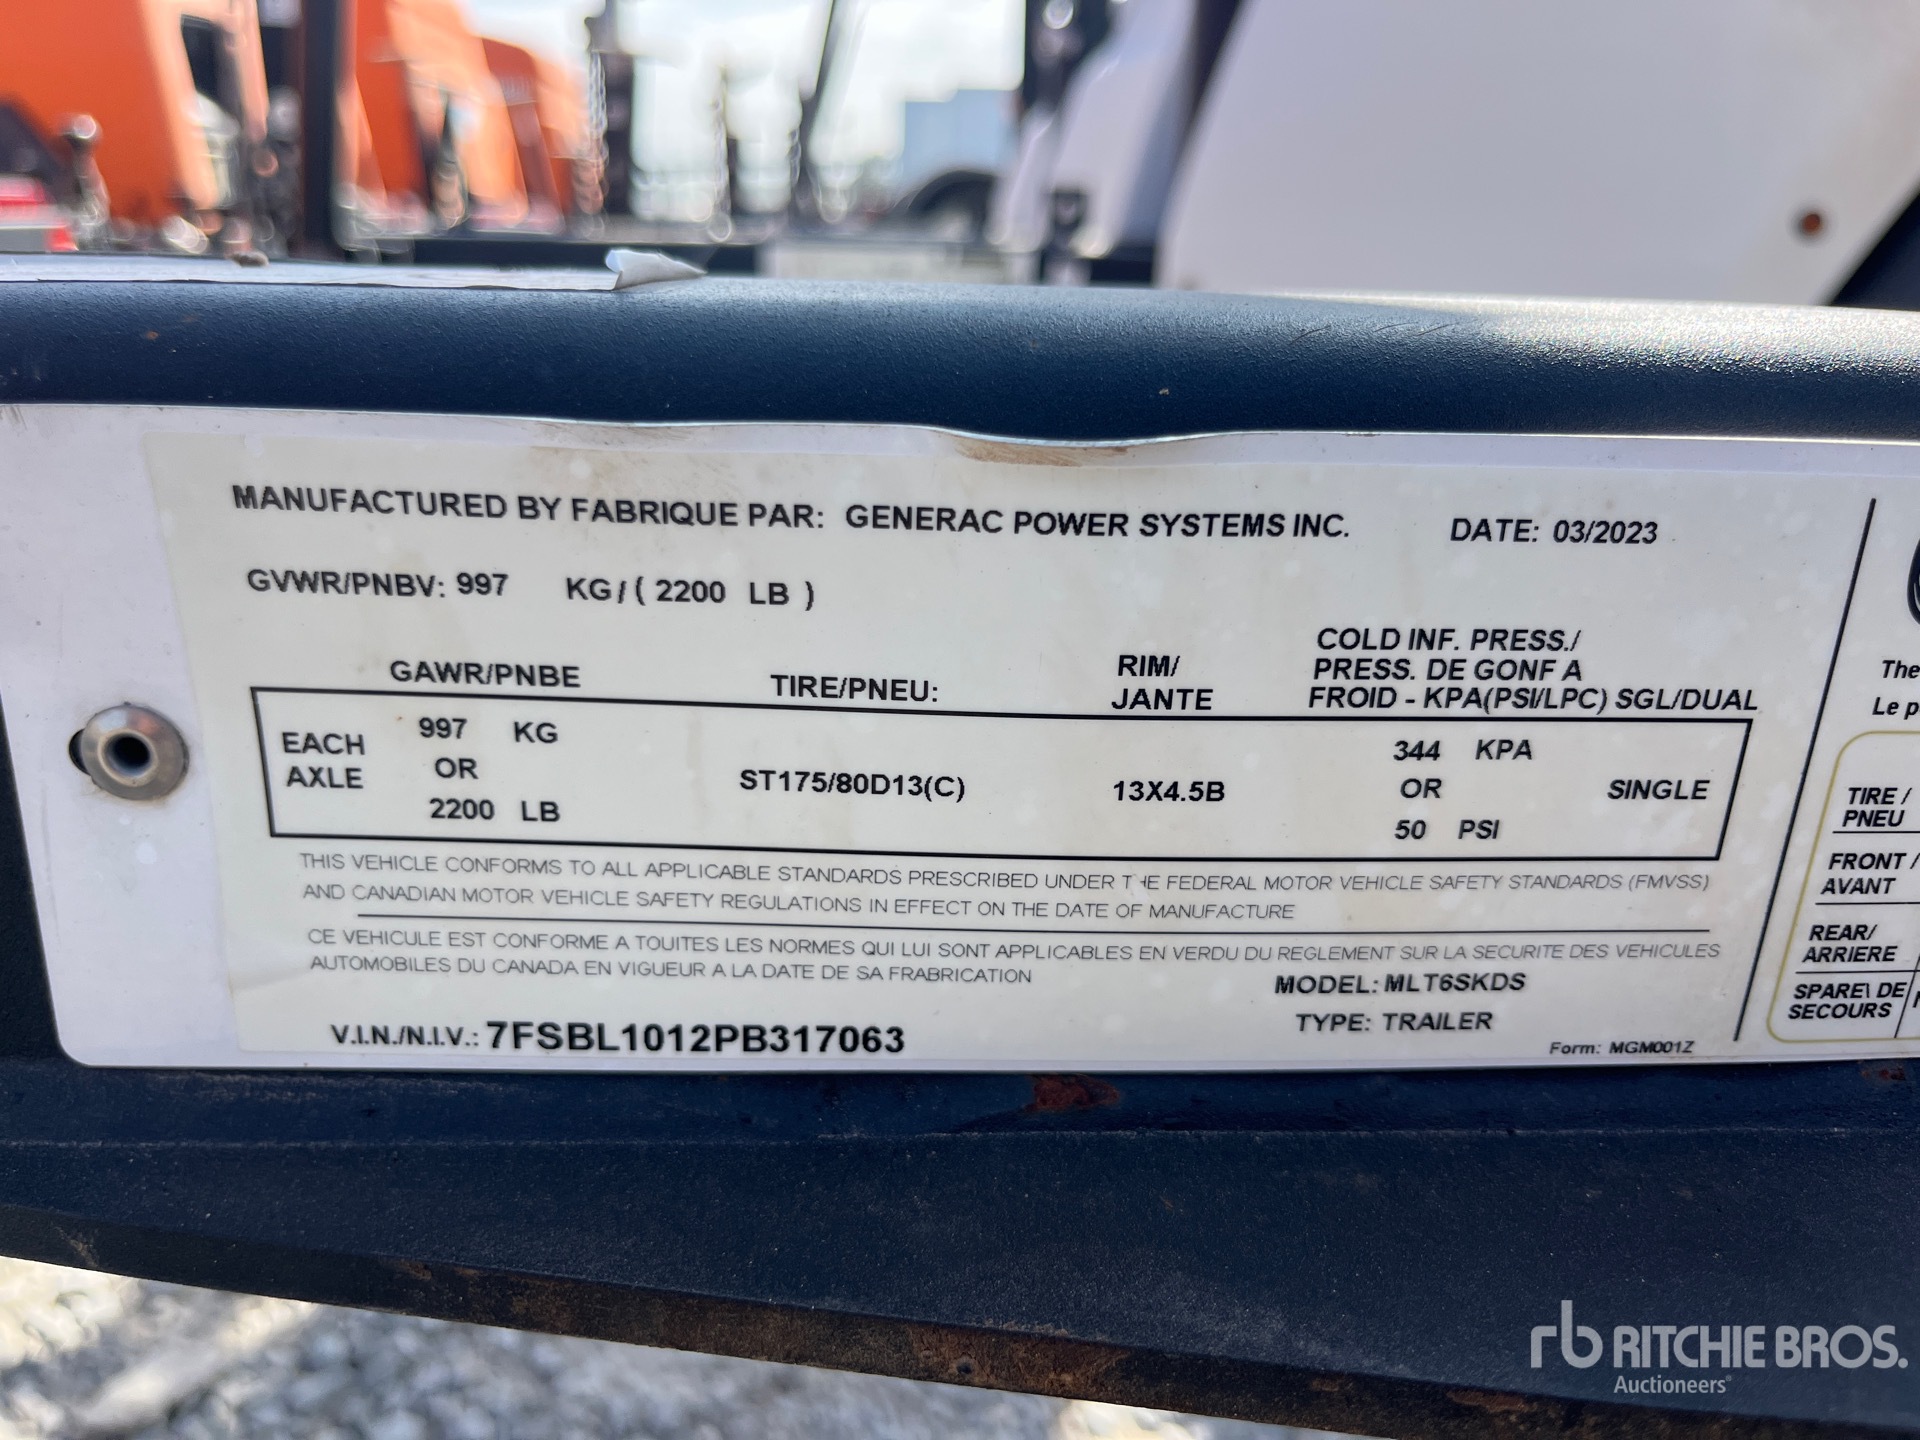 MANUFACTURED BY FABRIQUE PAR: GENERAC POWER SYSTEMS INC. DATE: 03/2023
GVWR/PNBV: 997 KG / ( 2200 LB )
GAWR/PNBE TIRE/PNEU: RIM/ JANTE COLD INF. PRESS./
PRESS. DE GONF A
FROID - KPA(PSI/LPC) SGL/DUAL
EACH AXLE 997 KG
OR
2200 LB
ST175/80D13(C) 13X4.5B
344 KPA
OR SINGLE
50 PSI
THIS VEHICLE CONFORMS TO ALL APPLICABLE STANDARDS PRESCRIBED UNDER THE FEDERAL MOTOR VEHICLE SAFETY STANDARDS (FMVSS)
AND CANADIAN MOTOR VEHICLE SAFETY REGULATIONS IN EFFECT ON THE DATE OF MANUFACTURE
CE VEHICULE EST CONFORME A TOUITES LES NORMES QUI LUI SONT APPLICABLES EN VERDU DU REGLEMENT SUR LA SECURITE DES VEHICULES
AUTOMOBILES DU CANADA EN VIGUEUR A LA DATE DE SA FRABRICATION
MODEL: MLT6SKDS
V.I.N./N.I.V.: 7FSBL1012PB317063 TYPE: TRAILER
Form: MGM001Z
The
Le p
TIRE /
PNEU
FRONT /
AVANT
REAR/
ARRIERE
SPARE\ DE
SECOURS
rb RITCHIE BROS.
Auctioneers